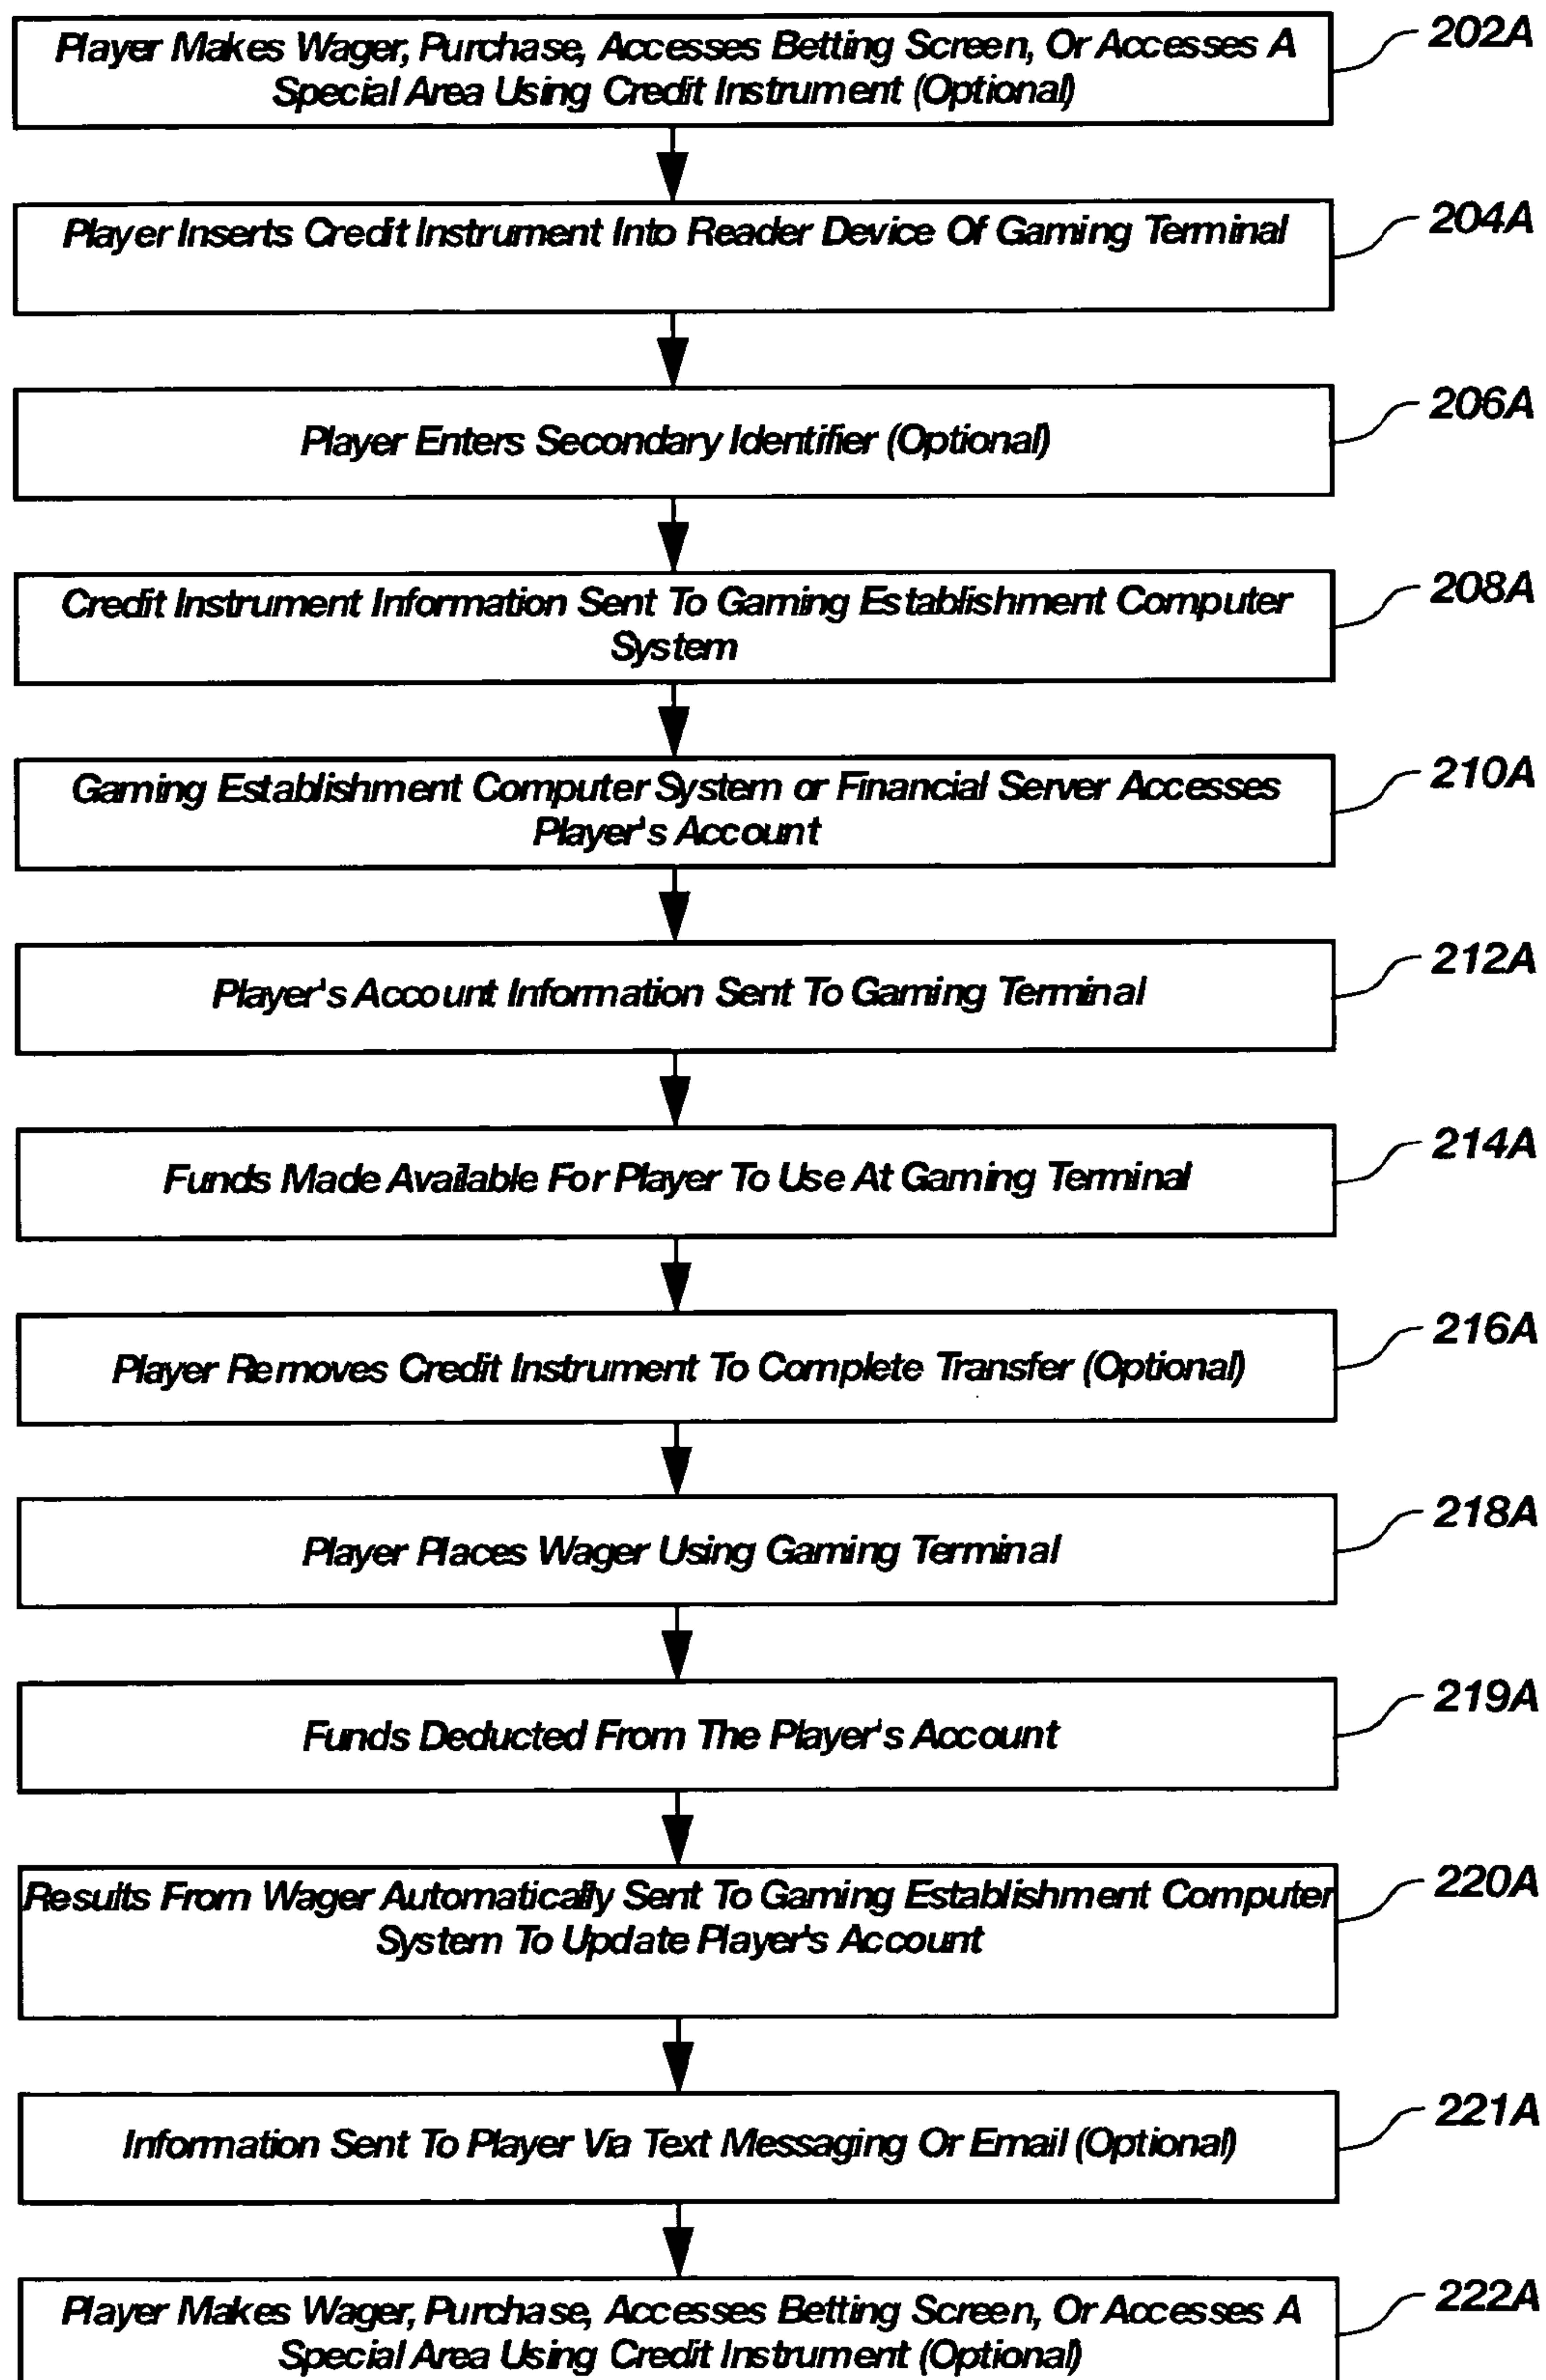 Player Makes Wager, Purchase, Accesses Betting Screen, Or Accesses A
Special Area Using Credit Instrument (Optional)
202A
Player Inserts Credit Instrument Into Reader Device Of Gaming Terminal
204A
Player Enters Secondary Identifier (Optional)
206A
Credit Instrument Information Sent To Gaming Establishment Computer
System
208A
Gaming Establishment Computer System or Financial Server Accesses
Player's Account
210A
Player's Account Information Sent To Gaming Terminal
212A
Funds Made Available For Player To Use At Gaming Terminal
214A
Player Removes Credit Instrument To Complete Transfer (Optional)
216A
Player Places Wager Using Gaming Terminal
218A
Funds Deducted From The Player's Account
219A
Results From Wager Automatically Sent To Gaming Establishment Computer
System To Update Player's Account
220A
Information Sent To Player Via Text Messaging Or Email (Optional)
221A
Player Makes Wager, Purchase, Accesses Betting Screen, Or Accesses A
Special Area Using Credit Instrument (Optional)
222A